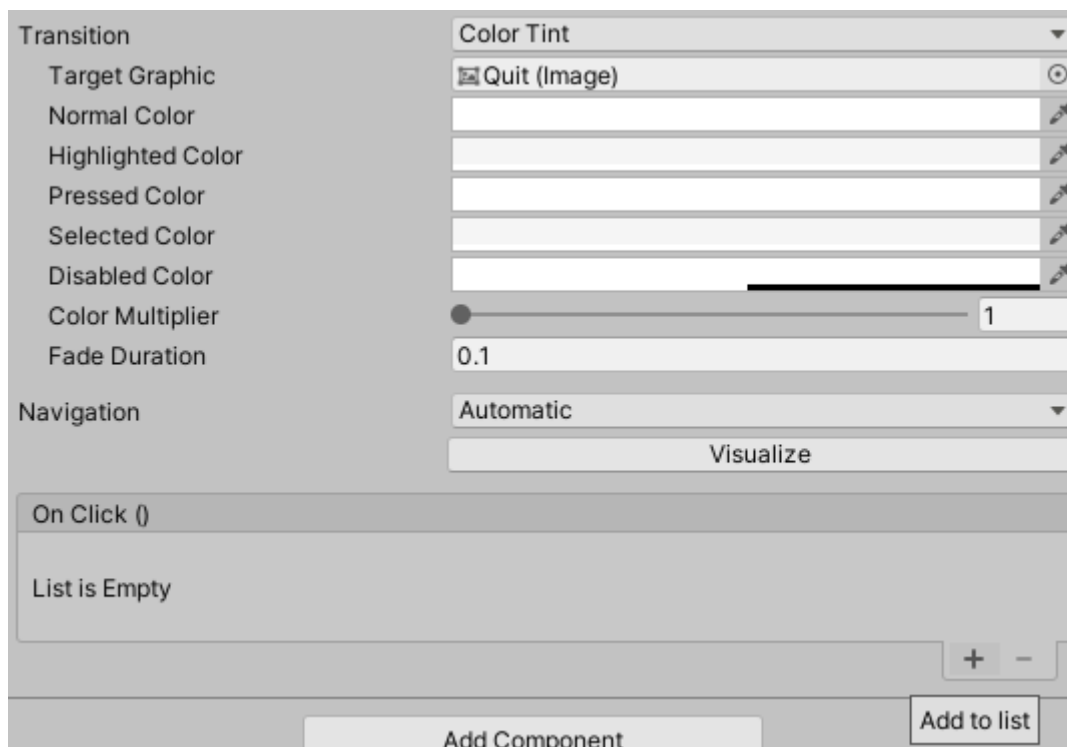 Transition Color Tint
Target Graphic Quit (Image)
Normal Color
Highlighted Color
Pressed Color
Selected Color
Disabled Color
Color Multiplier 1
Fade Duration 0.1
Navigation Automatic
Visualize
On Click ()
List is Empty
+ −
Add to list
Add Component